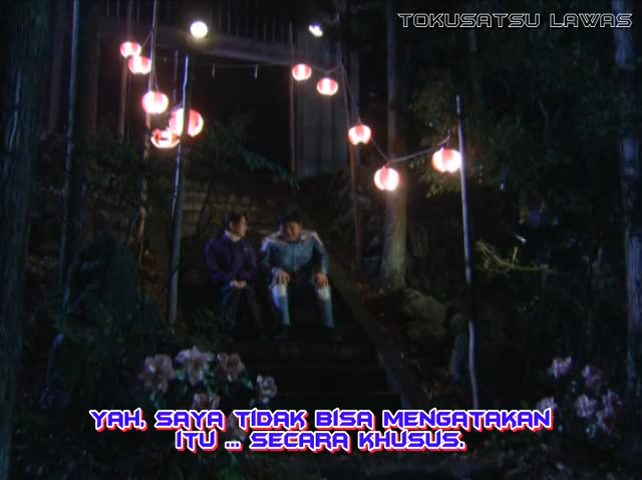 TOKUSATSU LAWAS
YAH, SAYA TIDAK BISA MENGATAKAN
ITU ... SECARA KHUSUS.